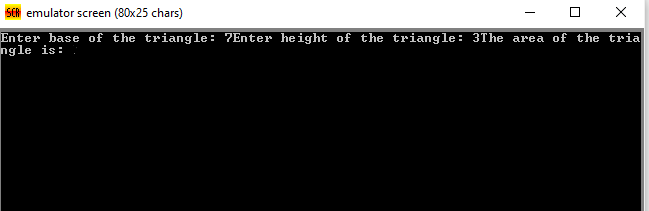 SCR
emulator screen (80x25 chars)
Enter base of the triangle: 7Enter height of the triangle: 3The area of the tria
ngle is: